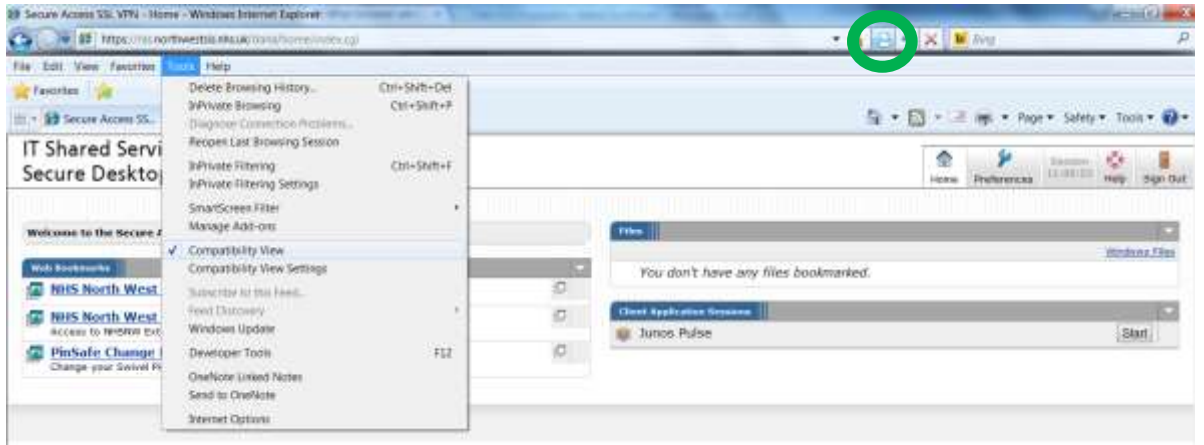 Secure Access SSL VPN - Home - Windows Internet Explorer
Bing
File Edit View Favorites Tools Help
Favorites
Secure Access SS...
Page Safety Tools
Delete Browsing History... Ctrl+Shift+Del
InPrivate Browsing Ctrl+Shift+P
Diagnose Connection Problems...
Reopen Last Browsing Session
InPrivate Filtering Ctrl+Shift+F
InPrivate Filtering Settings
SmartScreen Filter
Manage Add-ons
Compatibility View
Compatibility View Settings
Subscribe to this Feed...
Feed Discovery
Windows Update
Developer Tools F12
OneNote Linked Notes
Send to OneNote
Internet Options
IT Shared Servi
Secure Desktop
Home Preferences Session Help Sign Out
Welcome to the Secure A
Web Bookmarks
NHS North West
NHS North West
Access to NHSNW Ext
PinSafe Change
Change your Swivel Pi
Files
Windows Files
You don't have any files bookmarked.
Client Application Sessions
Junos Pulse Start